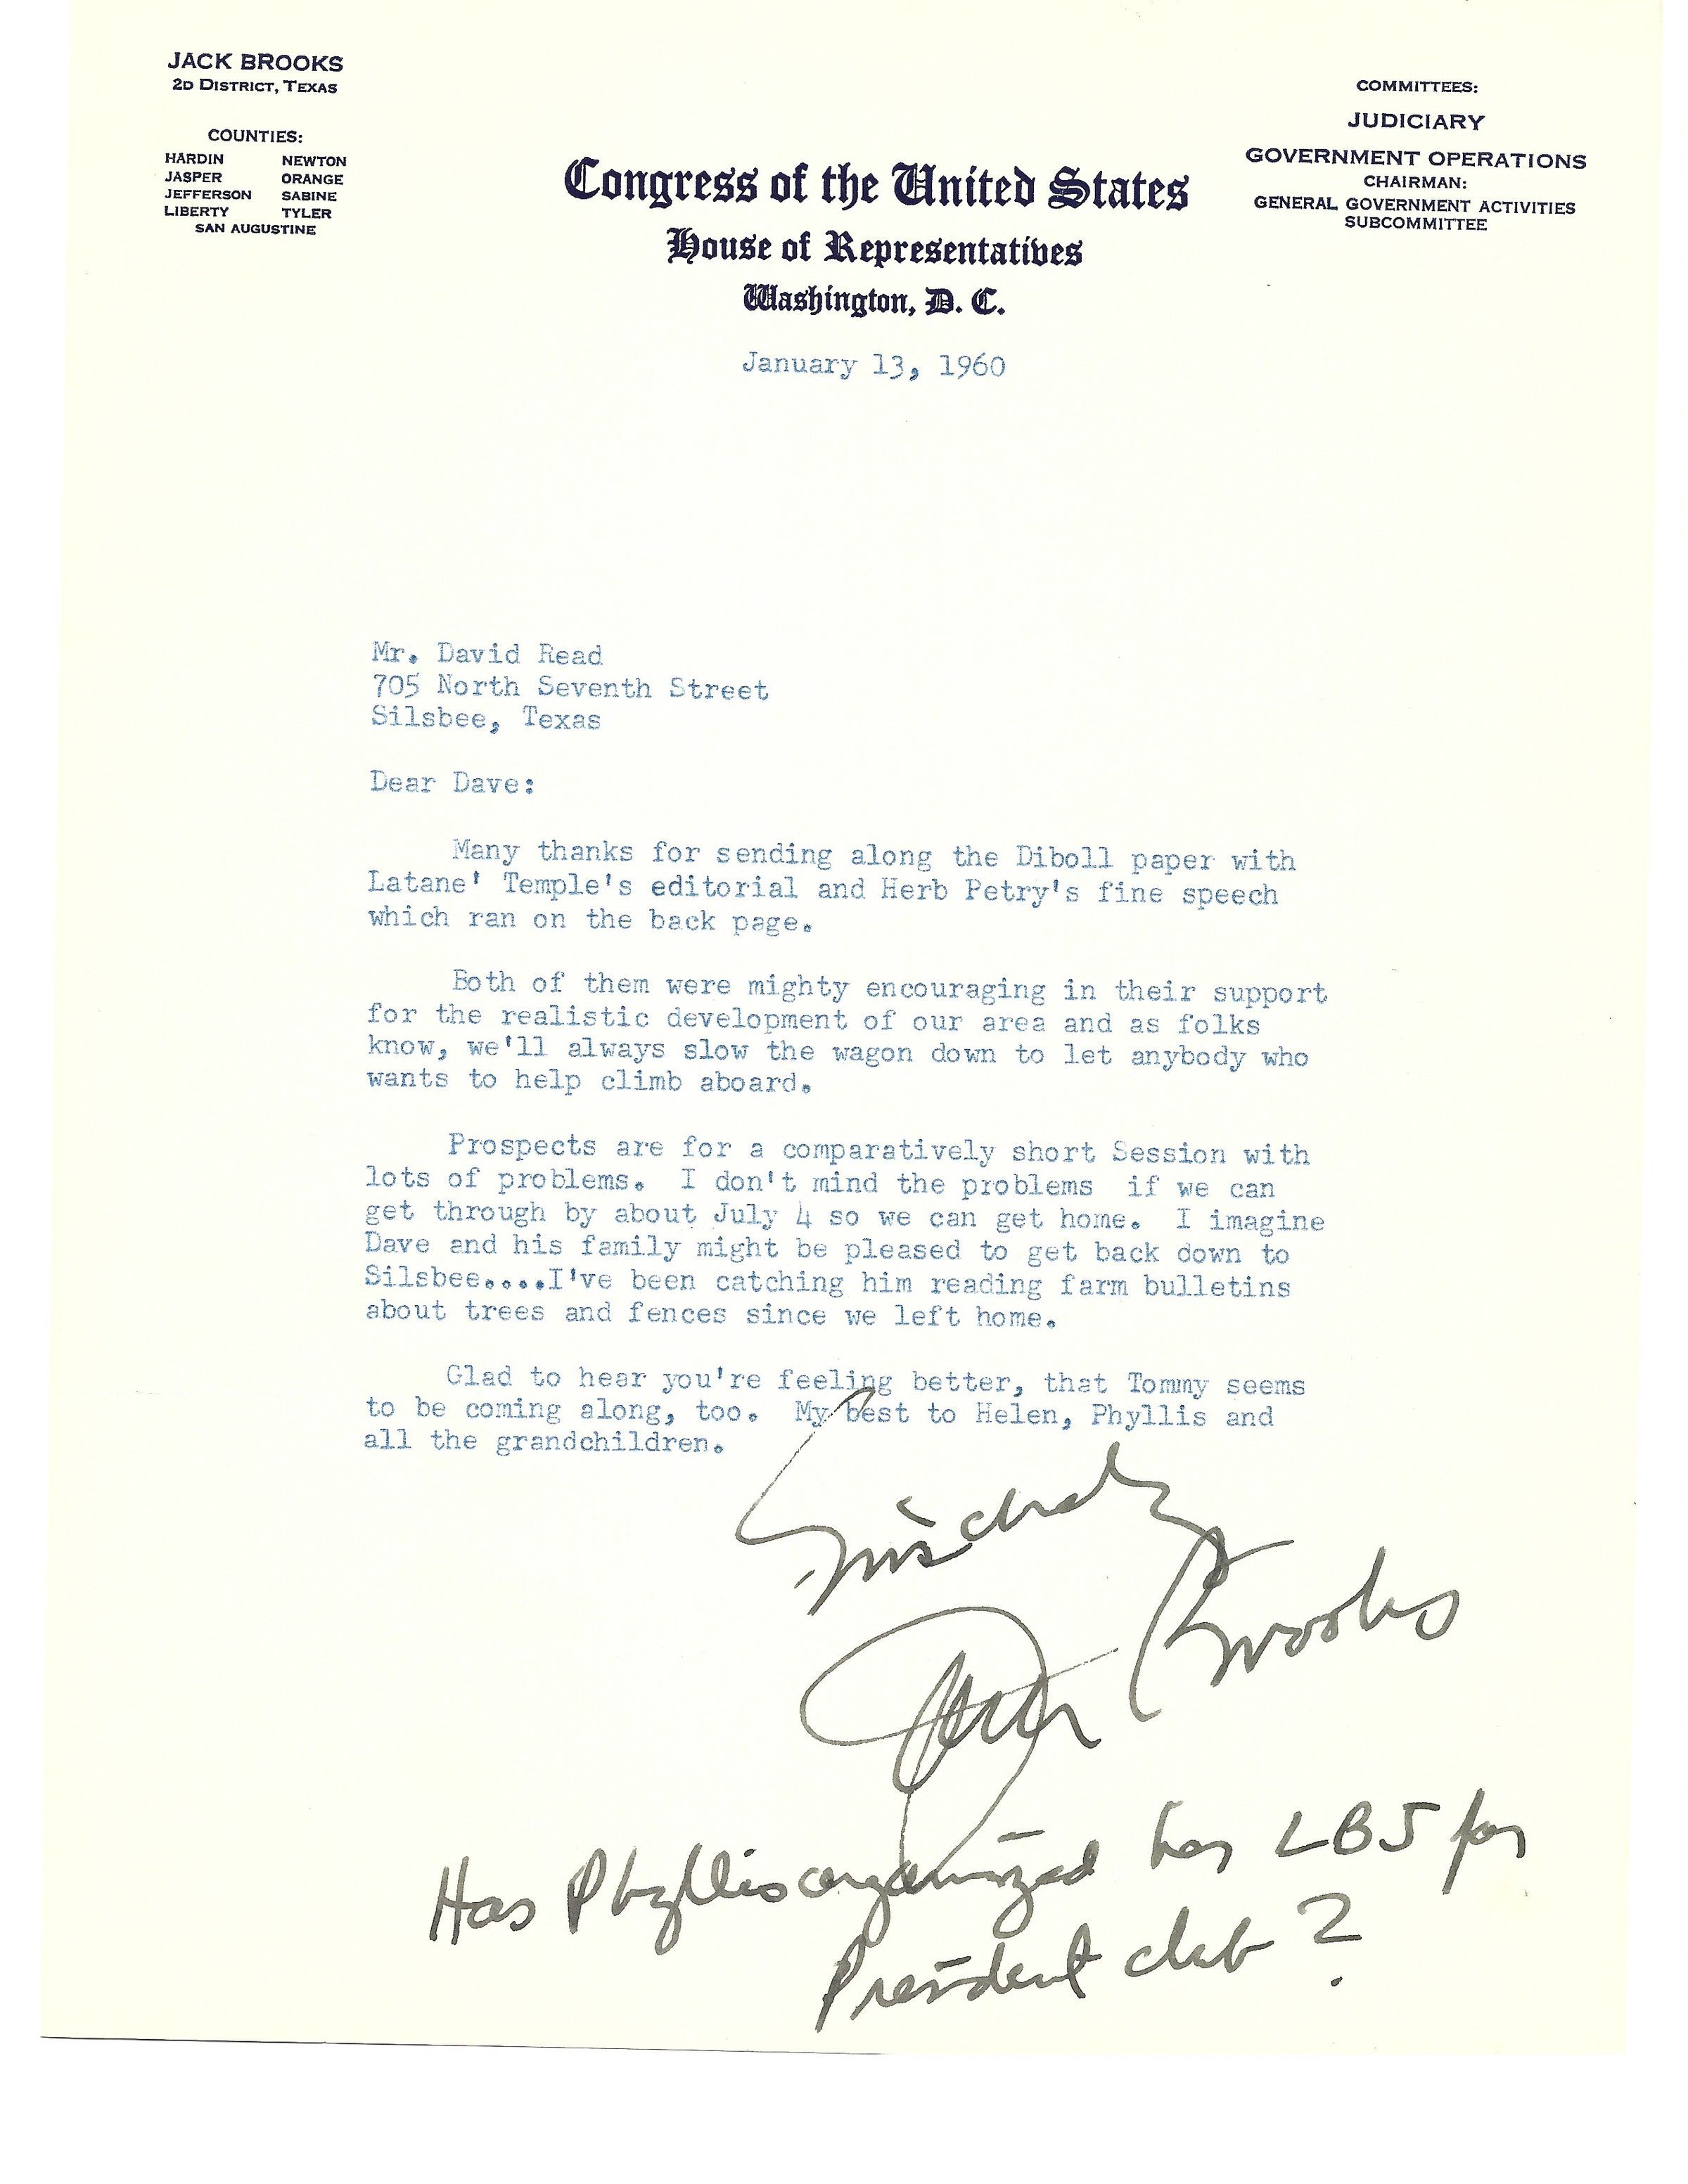 JACK BROOKS
2D DISTRICT, TEXAS
COUNTIES:
HARDIN NEWTON
JASPER ORANGE
JEFFERSON SABINE
LIBERTY TYLER
SAN AUGUSTINE
COMMITTEES:
JUDICIARY
GOVERNMENT OPERATIONS
CHAIRMAN:
GENERAL GOVERNMENT ACTIVITIES
SUBCOMMITTEE
Congress of the United States
House of Representatives
Washington, D. C.
January 13, 1960
Mr. David Read
705 North Seventh Street
Silsbee, Texas
Dear Dave:
Many thanks for sending along the Diboll paper with
Latane' Temple's editorial and Herb Petry's fine speech
which ran on the back page.
Both of them were mighty encouraging in their support
for the realistic development of our area and as folks
know, we'll always slow the wagon down to let anybody who
wants to help climb aboard.
Prospects are for a comparatively short Session with
lots of problems. I don't mind the problems if we can
get through by about July 4 so we can get home. I imagine
Dave and his family might be pleased to get back down to
Silsbee....I've been catching him reading farm bulletins
about trees and fences since we left home.
Glad to hear you're feeling better, that Tommy seems
to be coming along, too. My best to Helen, Phyllis and
all the grandchildren.
Sincerely
Jack Brooks
Has Phyllis organized her LBJ for
President club?